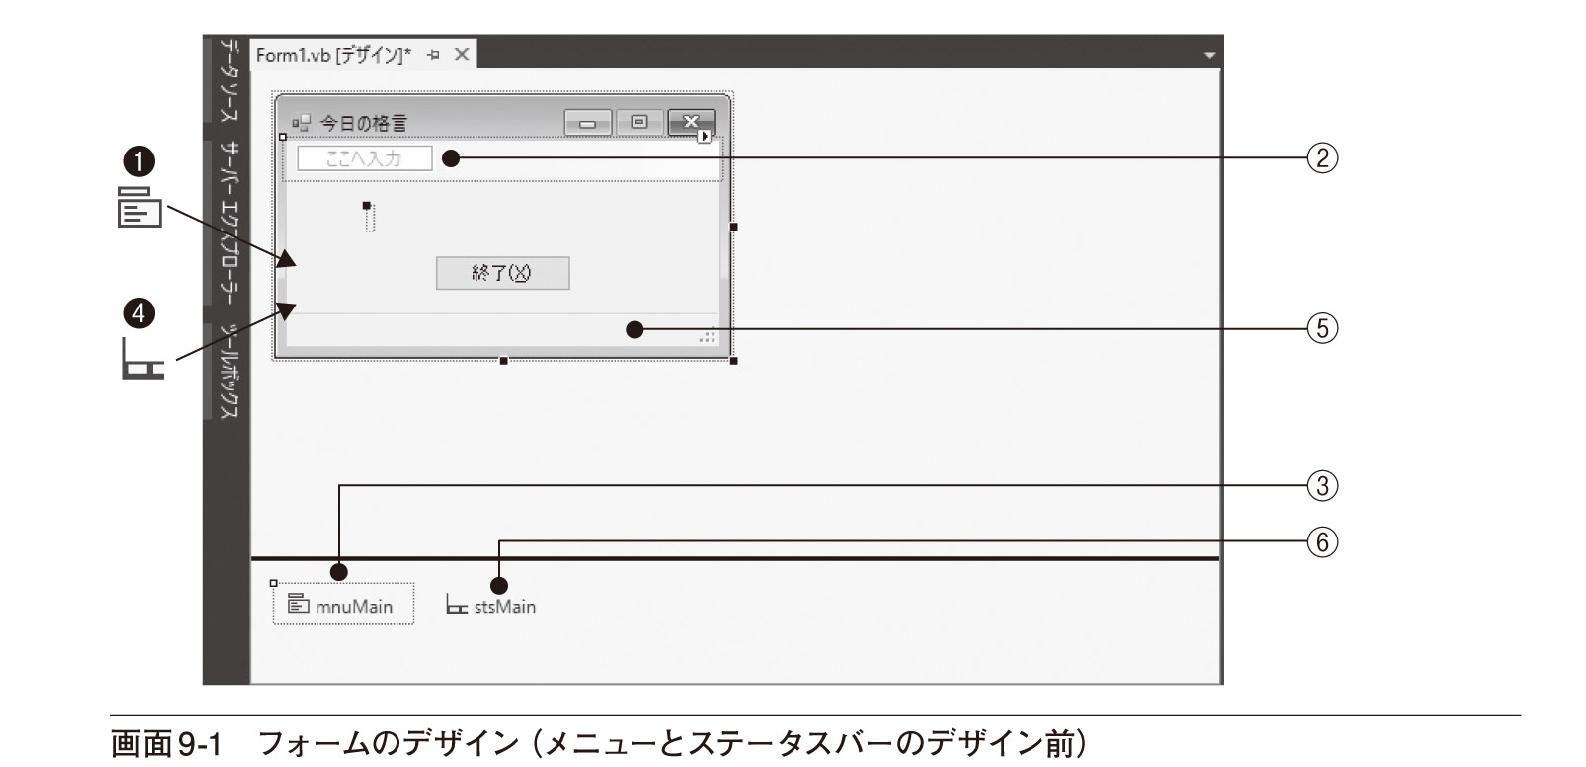 データ ソース
サーバー エクスプローラー
ツールボックス
Form1.vb [デザイン]*
今日の格言
ここへ入力
終了(X)
❶
❹
②
⑤
③
⑥
mnuMain
stsMain
画面9-1 フォームのデザイン（メニューとステータスバーのデザイン前）